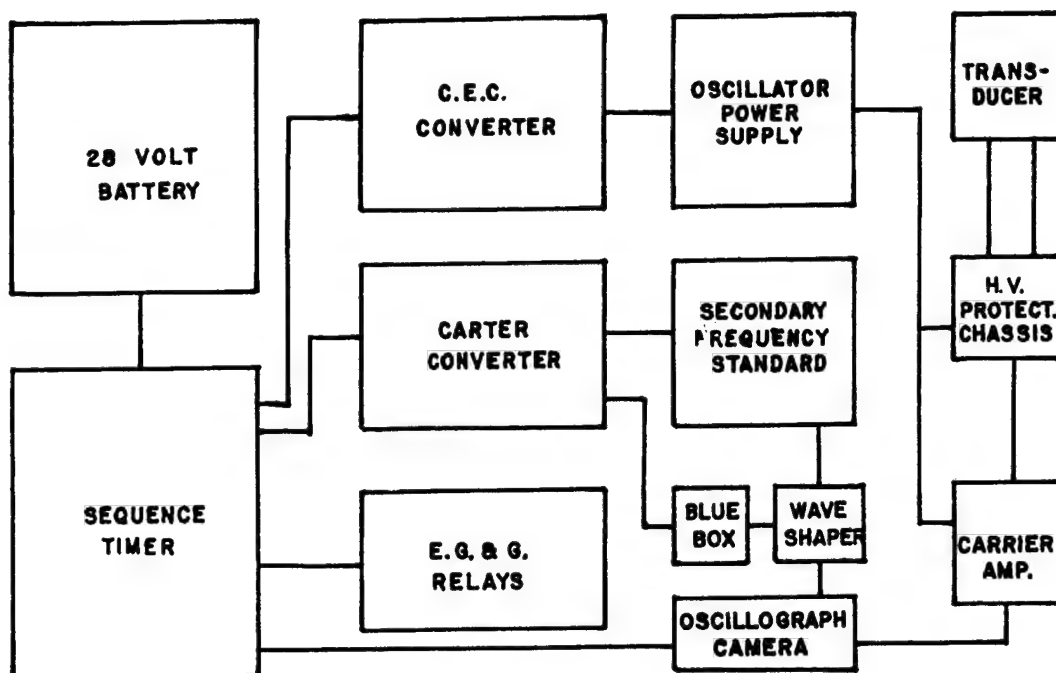 28 VOLT
BATTERY
C.E.C.
CONVERTER
OSCILLATOR
POWER
SUPPLY
TRANS-
DUCER
CARTER
CONVERTER
SECONDARY
FREQUENCY
STANDARD
H.V.
PROTECT.
CHASSIS
SEQUENCE
TIMER
E.G. & G.
RELAYS
BLUE
BOX
WAVE
SHAPER
CARRIER
AMP.
OSCILLOGRAPH
CAMERA